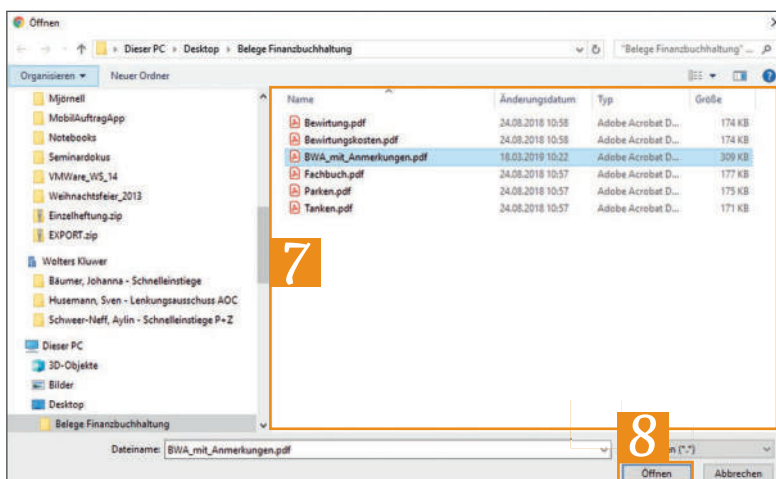 Öffnen
Dieser PC › Desktop › Belege Finanzbuchhaltung
"Belege Finanzbuchhaltung" ...
Organisieren
Neuer Ordner
Mjörnell
MobilAuftragApp
Notebooks
Seminardokus
VMWare_WS_14
Weihnachtsfeier_2013
Einzelheftung.zip
EXPORT.zip
Wolters Kluwer
Bäumer, Johanna - Schnelleinstiege
Husemann, Sven - Lenkungsausschuss AOC
Schweer-Neff, Aylin - Schnelleinstiege P+Z
Dieser PC
3D-Objekte
Bilder
Desktop
Belege Finanzbuchhaltung
Name Änderungsdatum Typ Größe
Bewirtung.pdf 24.08.2018 10:58 Adobe Acrobat D... 174 KB
Bewirtungskosten.pdf 24.08.2018 10:58 Adobe Acrobat D... 174 KB
BWA_mit_Anmerkungen.pdf 18.03.2019 10:22 Adobe Acrobat D... 309 KB
Fachbuch.pdf 24.08.2018 10:57 Adobe Acrobat D... 177 KB
Parken.pdf 24.08.2018 10:57 Adobe Acrobat D... 175 KB
Tanken.pdf 24.08.2018 10:57 Adobe Acrobat D... 171 KB
7
Dateiname: BWA_mit_Anmerkungen.pdf
8
Öffnen
Abbrechen